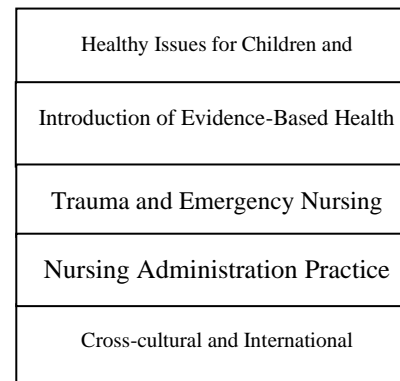 Healthy Issues for Children and
Introduction of Evidence-Based Health
Trauma and Emergency Nursing
Nursing Administration Practice
Cross-cultural and International